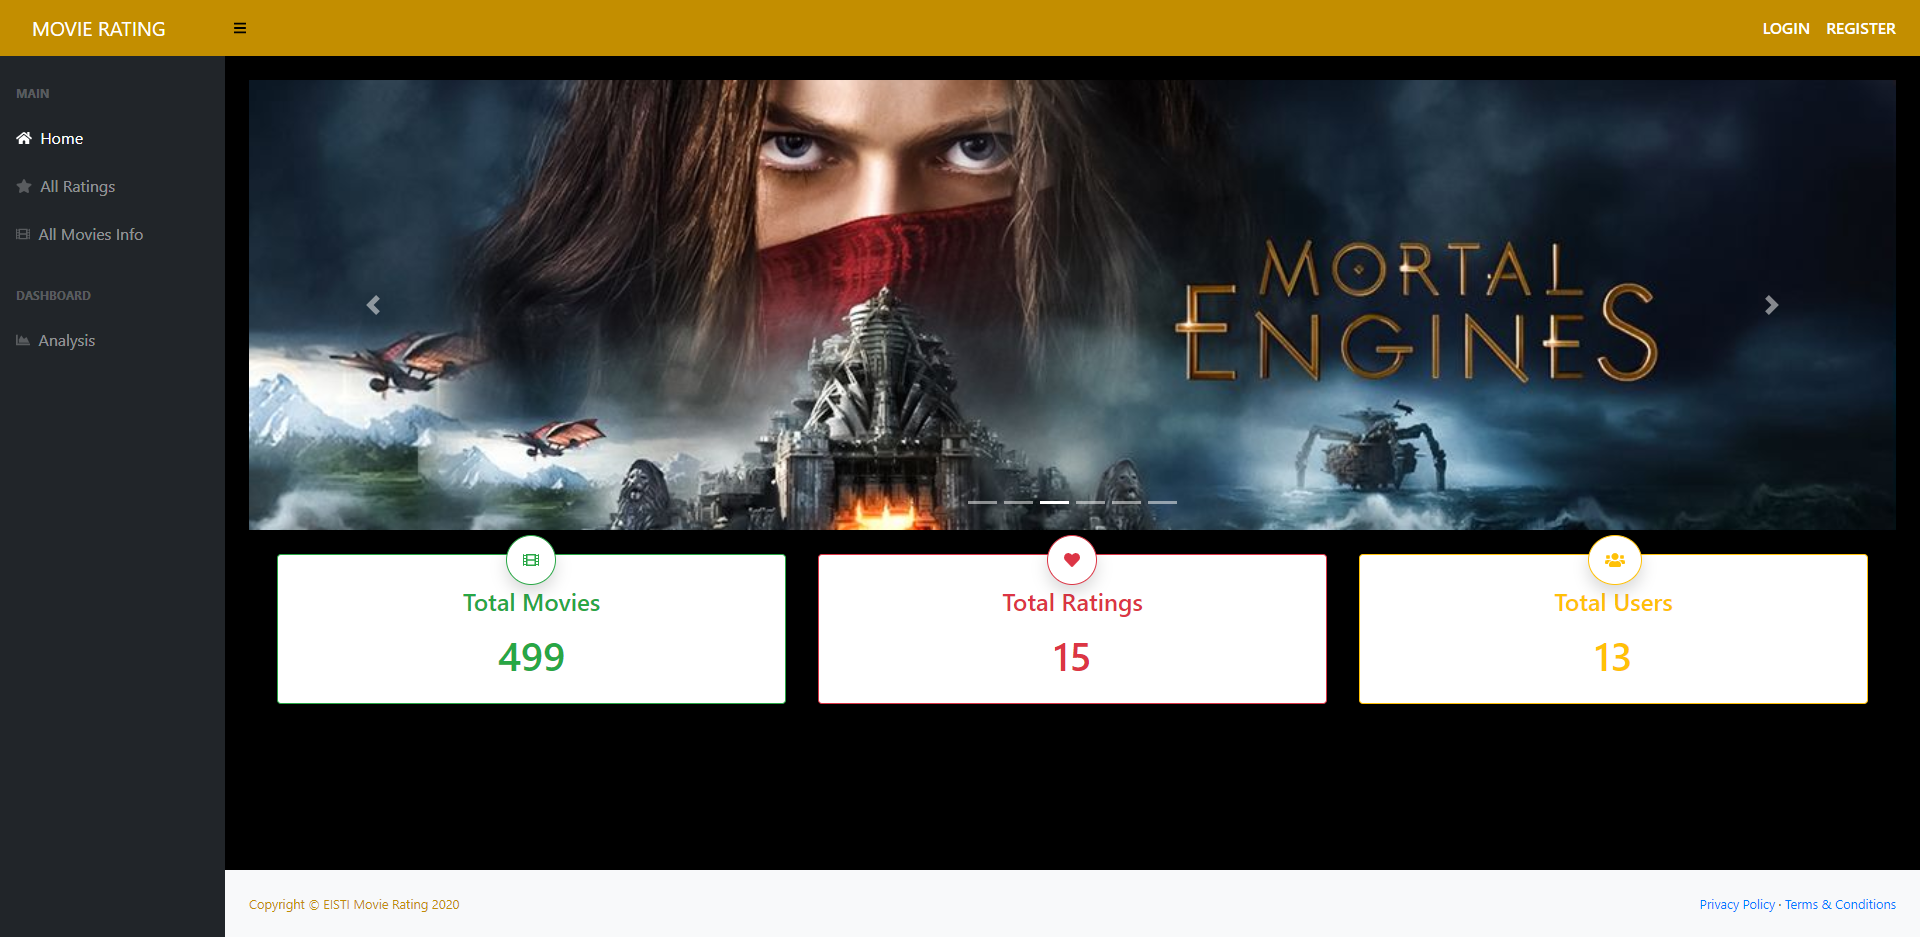 MOVIE RATING
LOGIN REGISTER
MAIN
Home
All Ratings
All Movies Info
DASHBOARD
Analysis
MORTAL
ENGINES
Total Movies
499
Total Ratings
15
Total Users
13
Copyright © EISTI Movie Rating 2020
Privacy Policy · Terms & Conditions